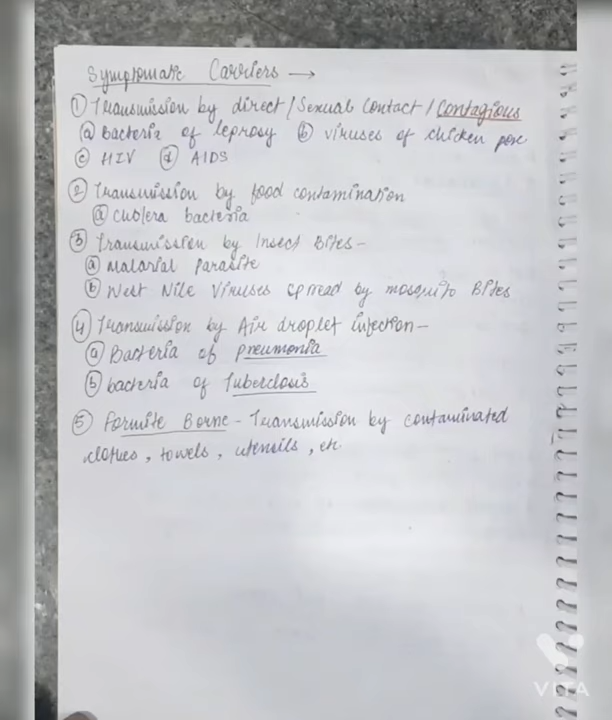 Symptomatic Carriers →
① Transmission by direct / Sexual Contact / Contagious
ⓐ Bacteria of leprosy ⓑ viruses of chicken pox
ⓒ HIV ⓓ AIDS
② Transmission by food contamination
ⓐ cholera bacteria
③ Transmission by Insect Bites -
ⓐ Malarial Parasite
ⓑ West Nile Viruses spread by mosquito Bites
④ Transmission by Air droplet infection -
ⓐ Bacteria of pneumonia
ⓑ bacteria of Tuberclosis
⑤ Formite Borne - Transmission by contaminated
clothes, towels, utensils, etc
VITA